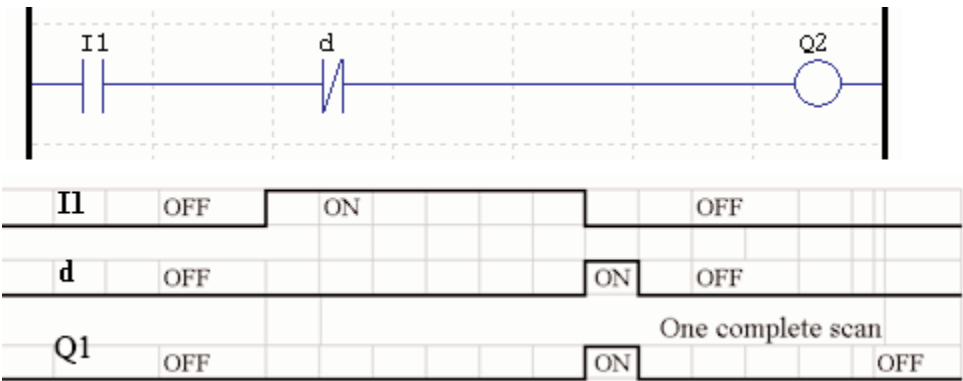 I1 d Q2
I1 OFF ON OFF
d OFF ON OFF
One complete scan
Q1 OFF ON OFF